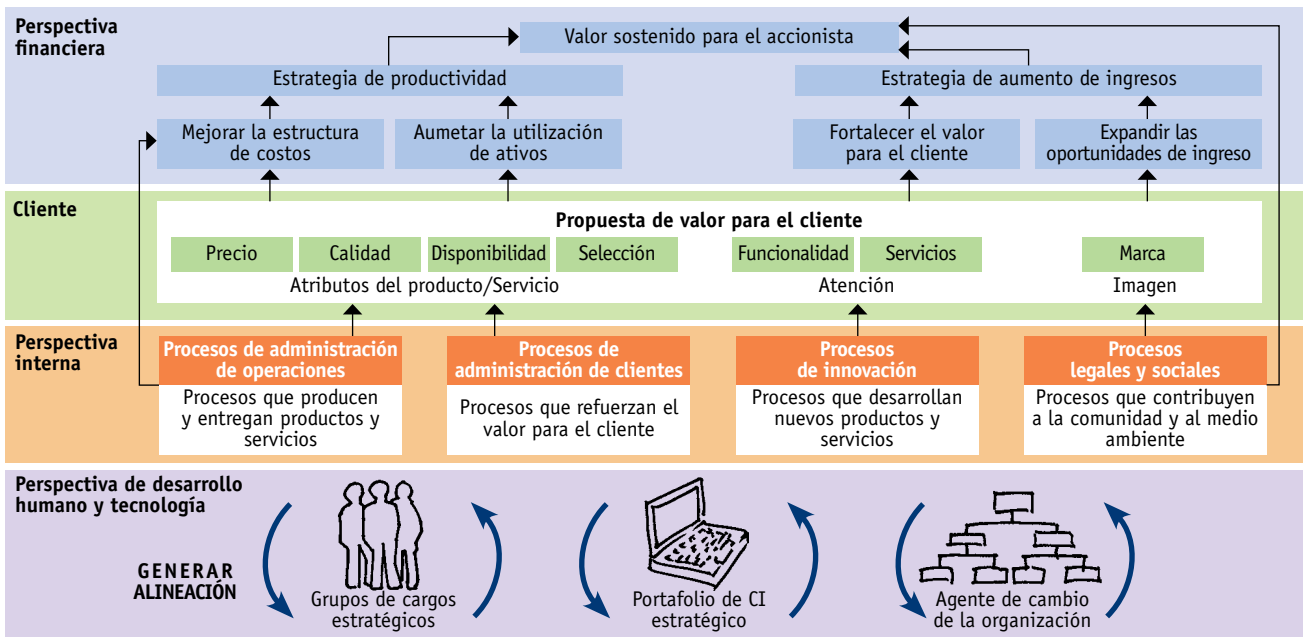 Perspectiva
financiera
Valor sostenido para el accionista
Estrategia de productividad
Estrategia de aumento de ingresos
Mejorar la estructura
de costos
Aumetar la utilización
de ativos
Fortalecer el valor
para el cliente
Expandir las
oportunidades de ingreso
Cliente
Propuesta de valor para el cliente
Precio
Calidad
Disponibilidad
Selección
Funcionalidad
Servicios
Marca
Atributos del producto/Servicio
Atención
Imagen
Perspectiva
interna
Procesos de administración
de operaciones
Procesos que producen
y entregan productos y
servicios
Procesos de
administración de clientes
Procesos que refuerzan el
valor para el cliente
Procesos
de innovación
Procesos que desarrollan
nuevos productos y
servicios
Procesos
legales y sociales
Procesos que contribuyen
a la comunidad y al medio
ambiente
Perspectiva de desarrollo
humano y tecnología
GENERAR
ALINEACIÓN
Grupos de cargos
estratégicos
Portafolio de CI
estratégico
Agente de cambio
de la organización